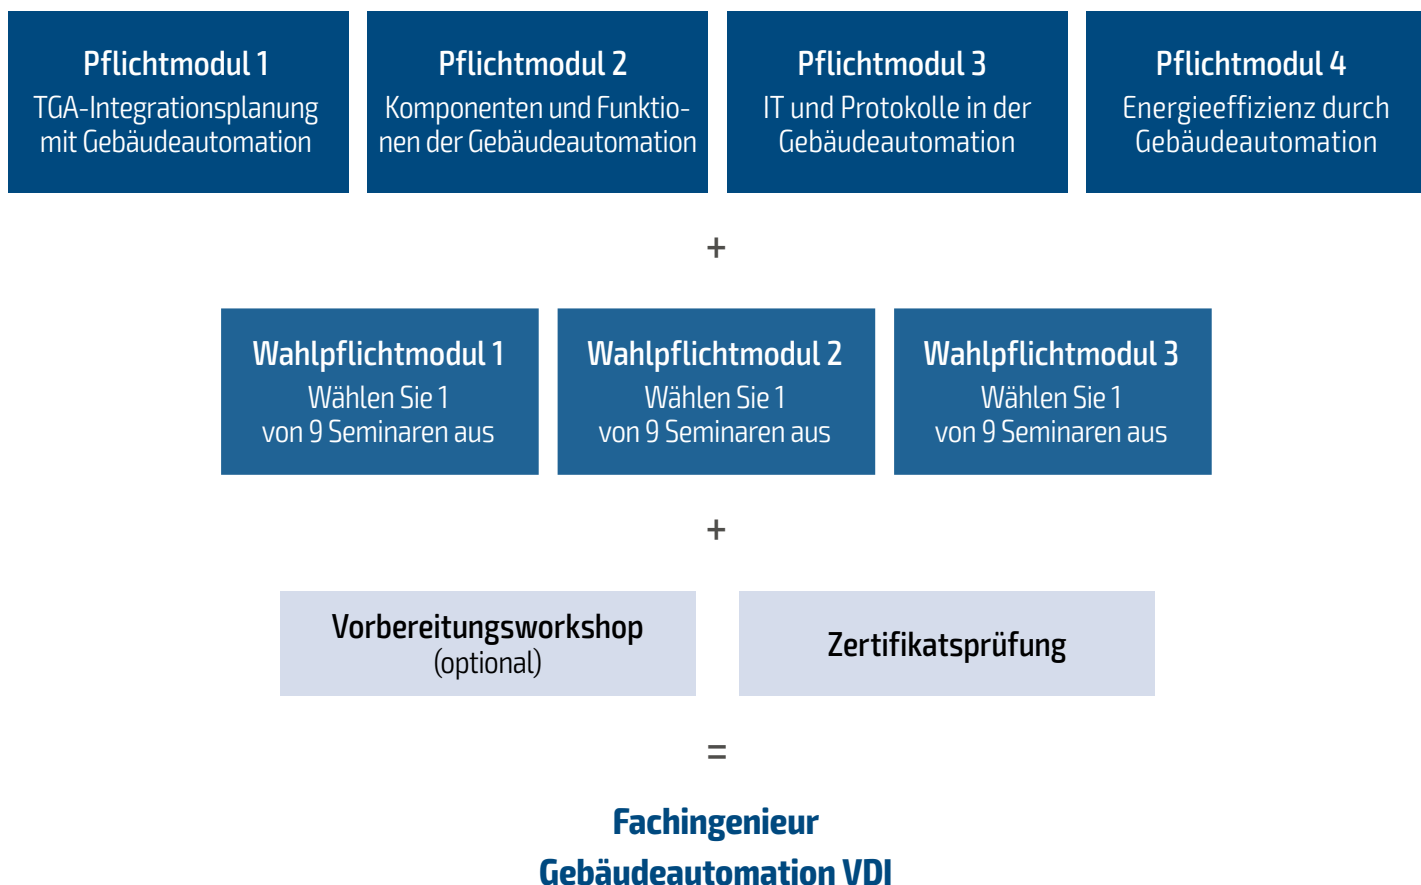 Pflichtmodul 1
TGA-Integrationsplanung
mit Gebäudeautomation
Pflichtmodul 2
Komponenten und Funktio-
nen der Gebäudeautomation
Pflichtmodul 3
IT und Protokolle in der
Gebäudeautomation
Pflichtmodul 4
Energieeffizienz durch
Gebäudeautomation
+
Wahlpflichtmodul 1
Wählen Sie 1
von 9 Seminaren aus
Wahlpflichtmodul 2
Wählen Sie 1
von 9 Seminaren aus
Wahlpflichtmodul 3
Wählen Sie 1
von 9 Seminaren aus
+
Vorbereitungsworkshop
(optional)
Zertifikatsprüfung
=
Fachingenieur
Gebäudeautomation VDI